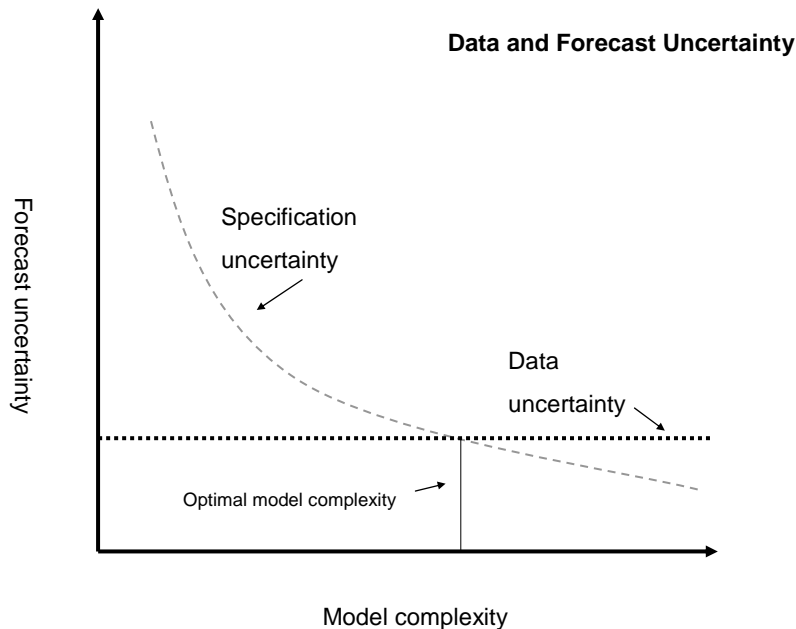 Data and Forecast Uncertainty
Forecast uncertainty
Specification
uncertainty
Data
uncertainty
Optimal model complexity
Model complexity